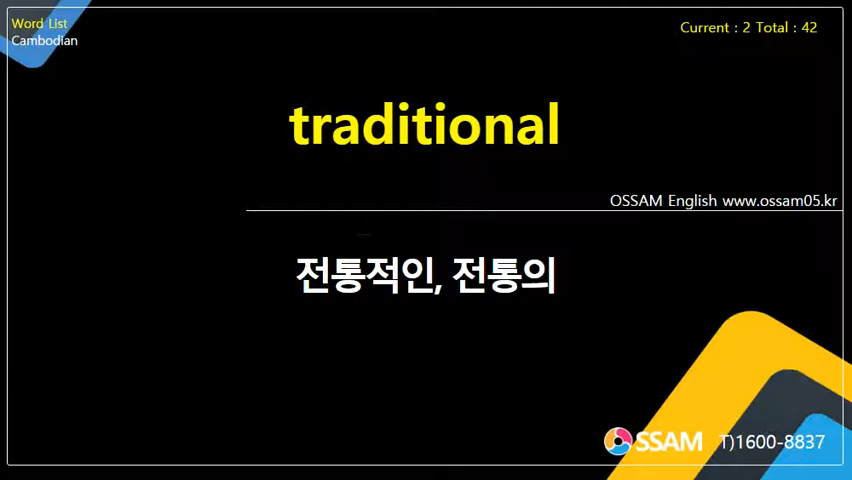 Word List
Cambodian
Current : 2 Total : 42
traditional
OSSAM English www.ossam05.kr
전통적인, 전통의
OSSAM T)1600-8837